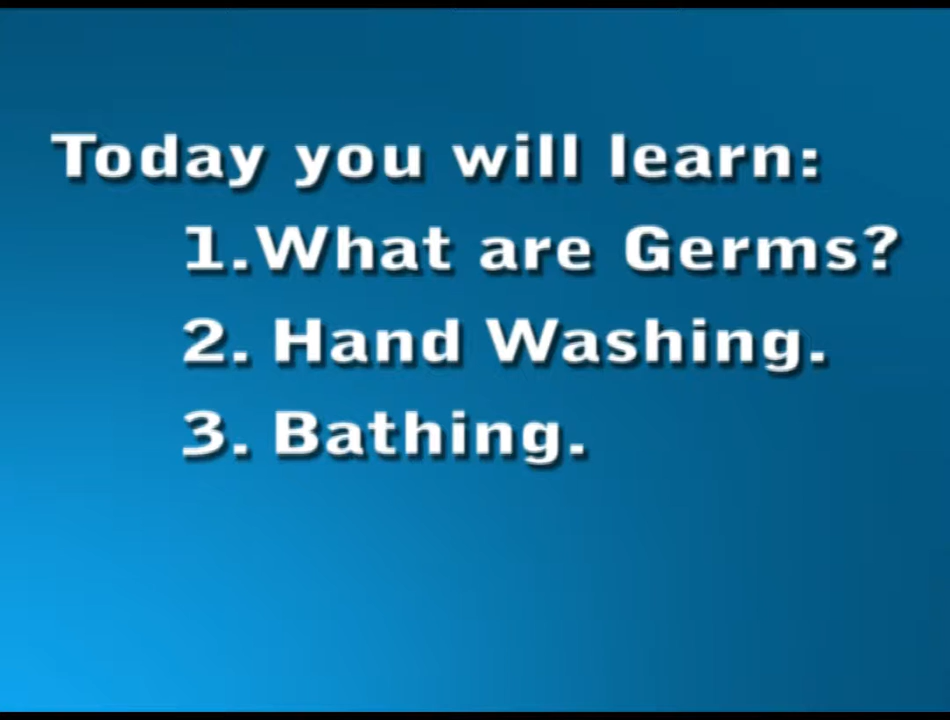 Today you will learn:
1.What are Germs?
2. Hand Washing.
3. Bathing.